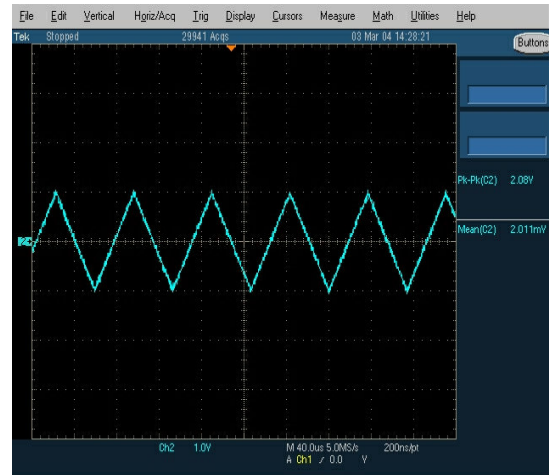 File Edit Vertical Horiz/Acq Trig Display Cursors Measure Math Utilities Help
Tek Stopped 29941 Acqs 03 Mar 04 14:28:21 Buttons
Pk-Pk(C2) 2.08V
Mean(C2) 2.011mV
Ch2 1.0V M 40.0us 5.0MS/s 200ns/pt
A Ch1 / 0.0 V